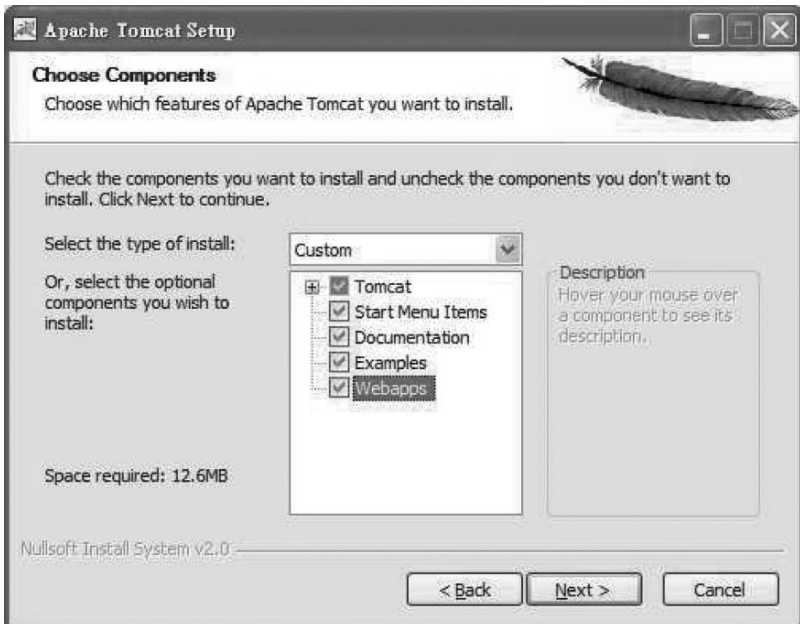 Apache Tomcat Setup
Choose Components
Choose which features of Apache Tomcat you want to install.
Check the components you want to install and uncheck the components you don't want to
install. Click Next to continue.
Select the type of install:
Custom
Or, select the optional
components you wish to
install:
Tomcat
Start Menu Items
Documentation
Examples
Webapps
Description
Hover your mouse over
a component to see its
description.
Space required: 12.6MB
Nullsoft Install System v2.0
< Back
Next >
Cancel